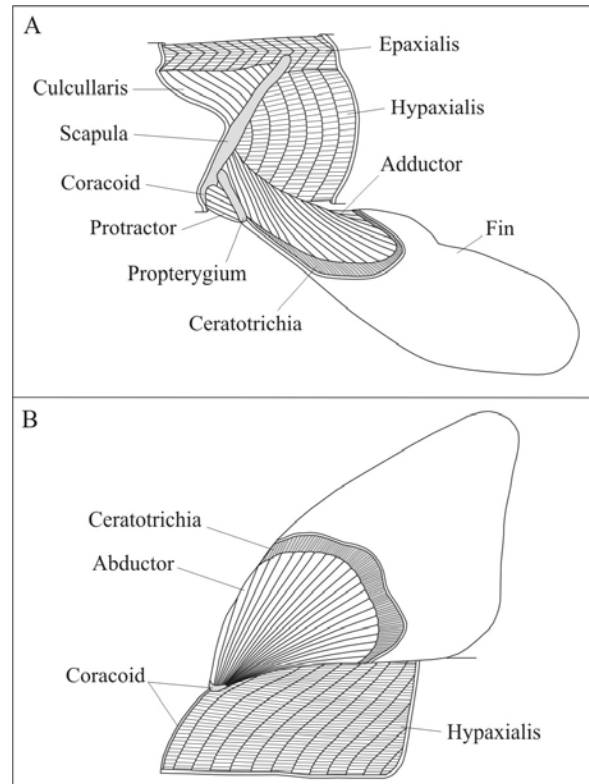 A
Epaxialis
Culcullaris
Hypaxialis
Scapula
Adductor
Coracoid
Fin
Protractor
Propterygium
Ceratotrichia
B
Ceratotrichia
Abductor
Coracoid
Hypaxialis